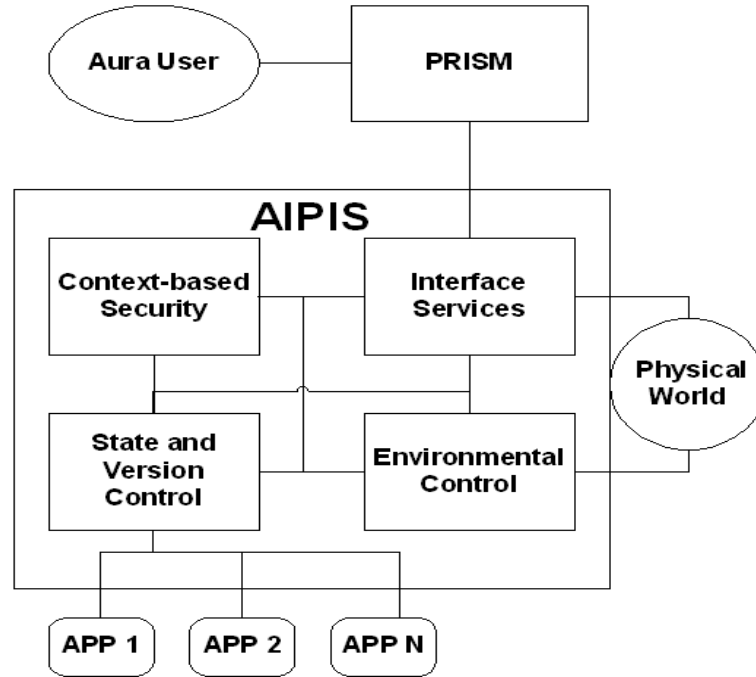 Aura User
PRISM
AIPIS
Context-based
Security
Interface
Services
Physical
World
State and
Version
Control
Environmental
Control
APP 1
APP 2
APP N